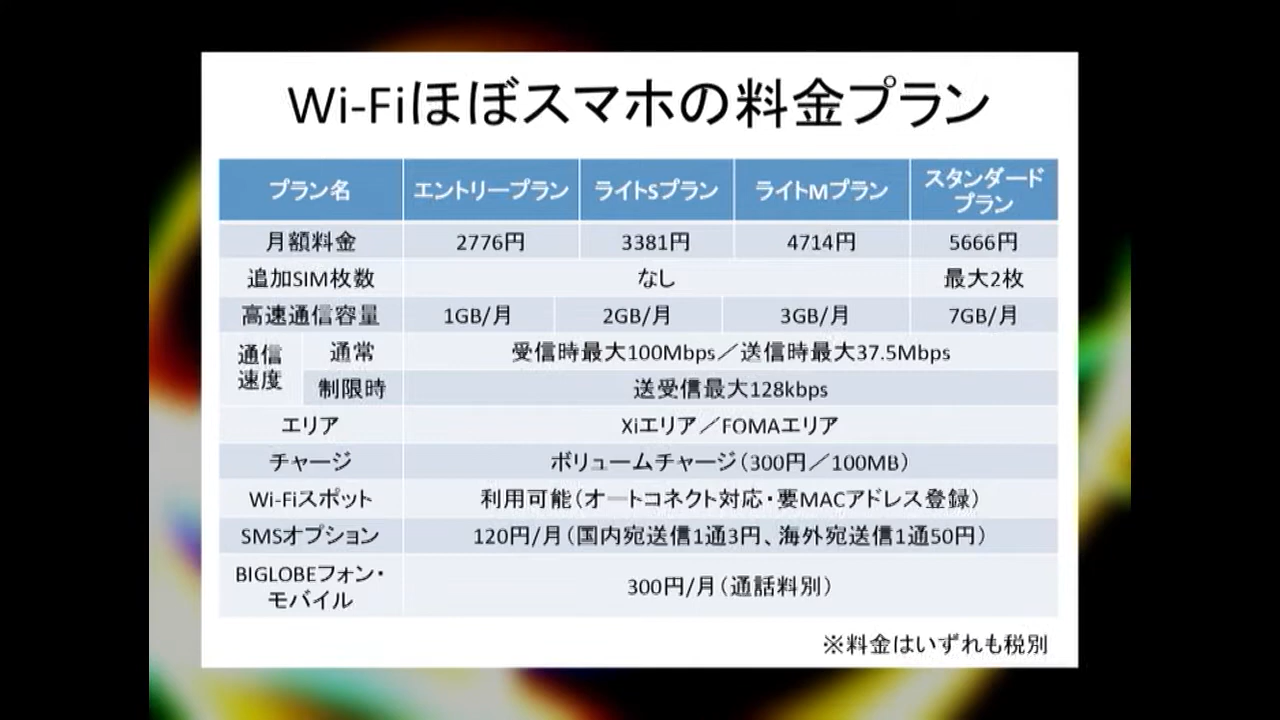 Wi-Fiほぼスマホの料金プラン
プラン名 エントリープラン ライトSプラン ライトMプラン スタンダード
プラン
月額料金 2776円 3381円 4714円 5666円
追加SIM枚数 なし 最大2枚
高速通信容量 1GB/月 2GB/月 3GB/月 7GB/月
通信
速度
通常 受信時最大100Mbps／送信時最大37.5Mbps
制限時 送受信最大128kbps
エリア Xiエリア／FOMAエリア
チャージ ボリュームチャージ（300円／100MB）
Wi-Fiスポット 利用可能（オートコネクト対応・要MACアドレス登録）
SMSオプション 120円/月（国内宛送信1通3円、海外宛送信1通50円）
BIGLOBEフォン・
モバイル
300円/月（通話料別）
※料金はいずれも税別